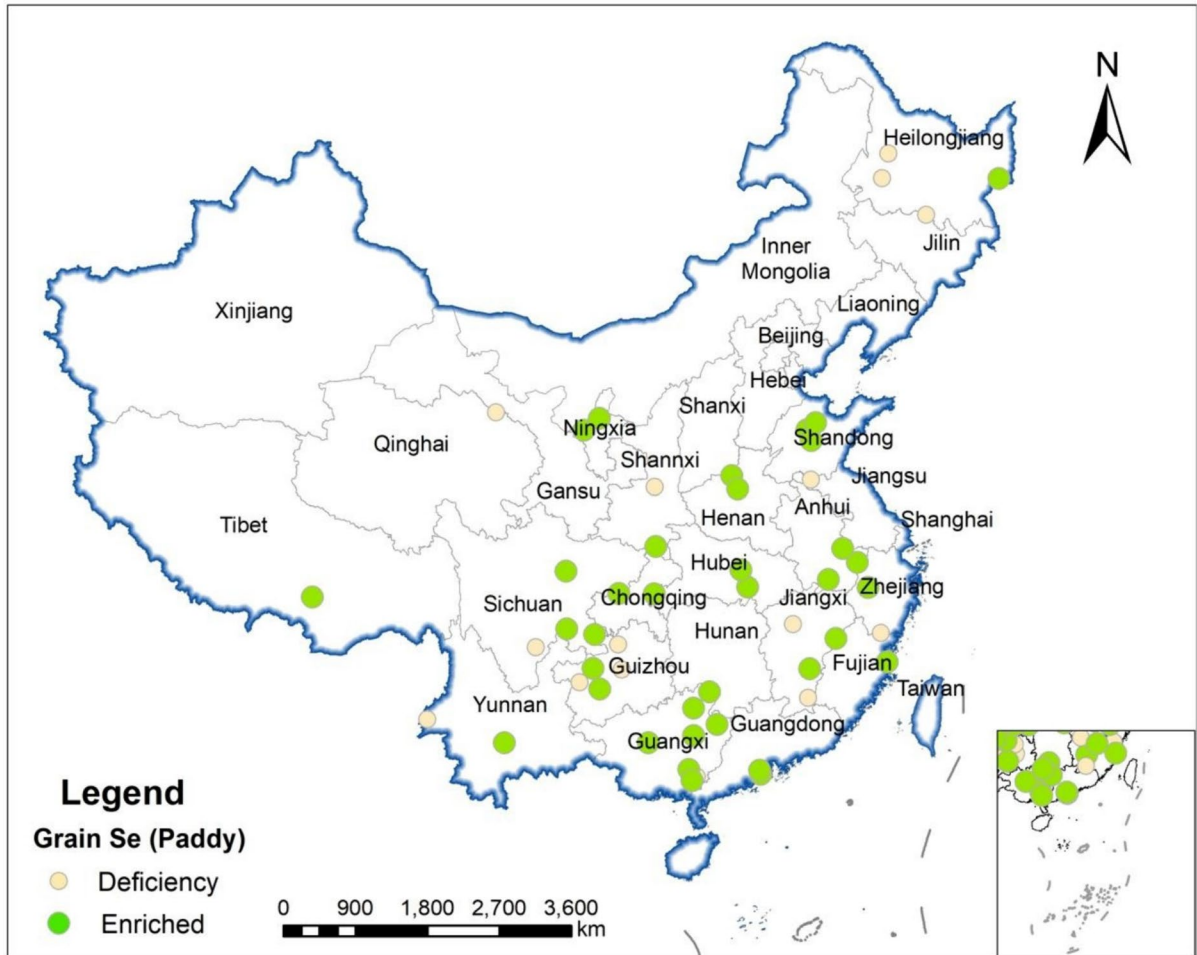 N
Heilongjiang
Jilin
Inner
Mongolia
Liaoning
Xinjiang
Beijing
Hebei
Shanxi
Ningxia
Shandong
Qinghai
Shannxi
Jiangsu
Gansu
Anhui
Henan
Shanghai
Tibet
Hubei
Zhejiang
Chongqing
Jiangxi
Sichuan
Hunan
Guizhou
Fujian
Taiwan
Yunnan
Guangdong
Guangxi
Legend
Grain Se (Paddy)
Deficiency
Enriched
0 900 1,800 2,700 3,600
km